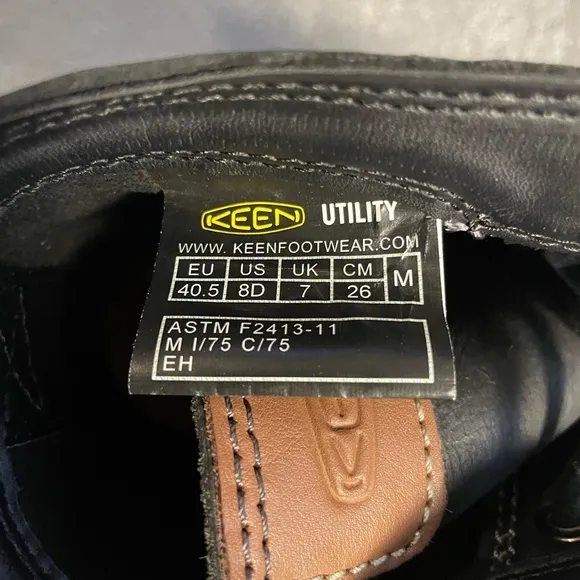 KEEN UTILITY
WWW. KEENFOOTWEAR.COM
EU US UK CM M
40.5 8D 7 26
ASTM F2413-11
M I/75 C/75
EH